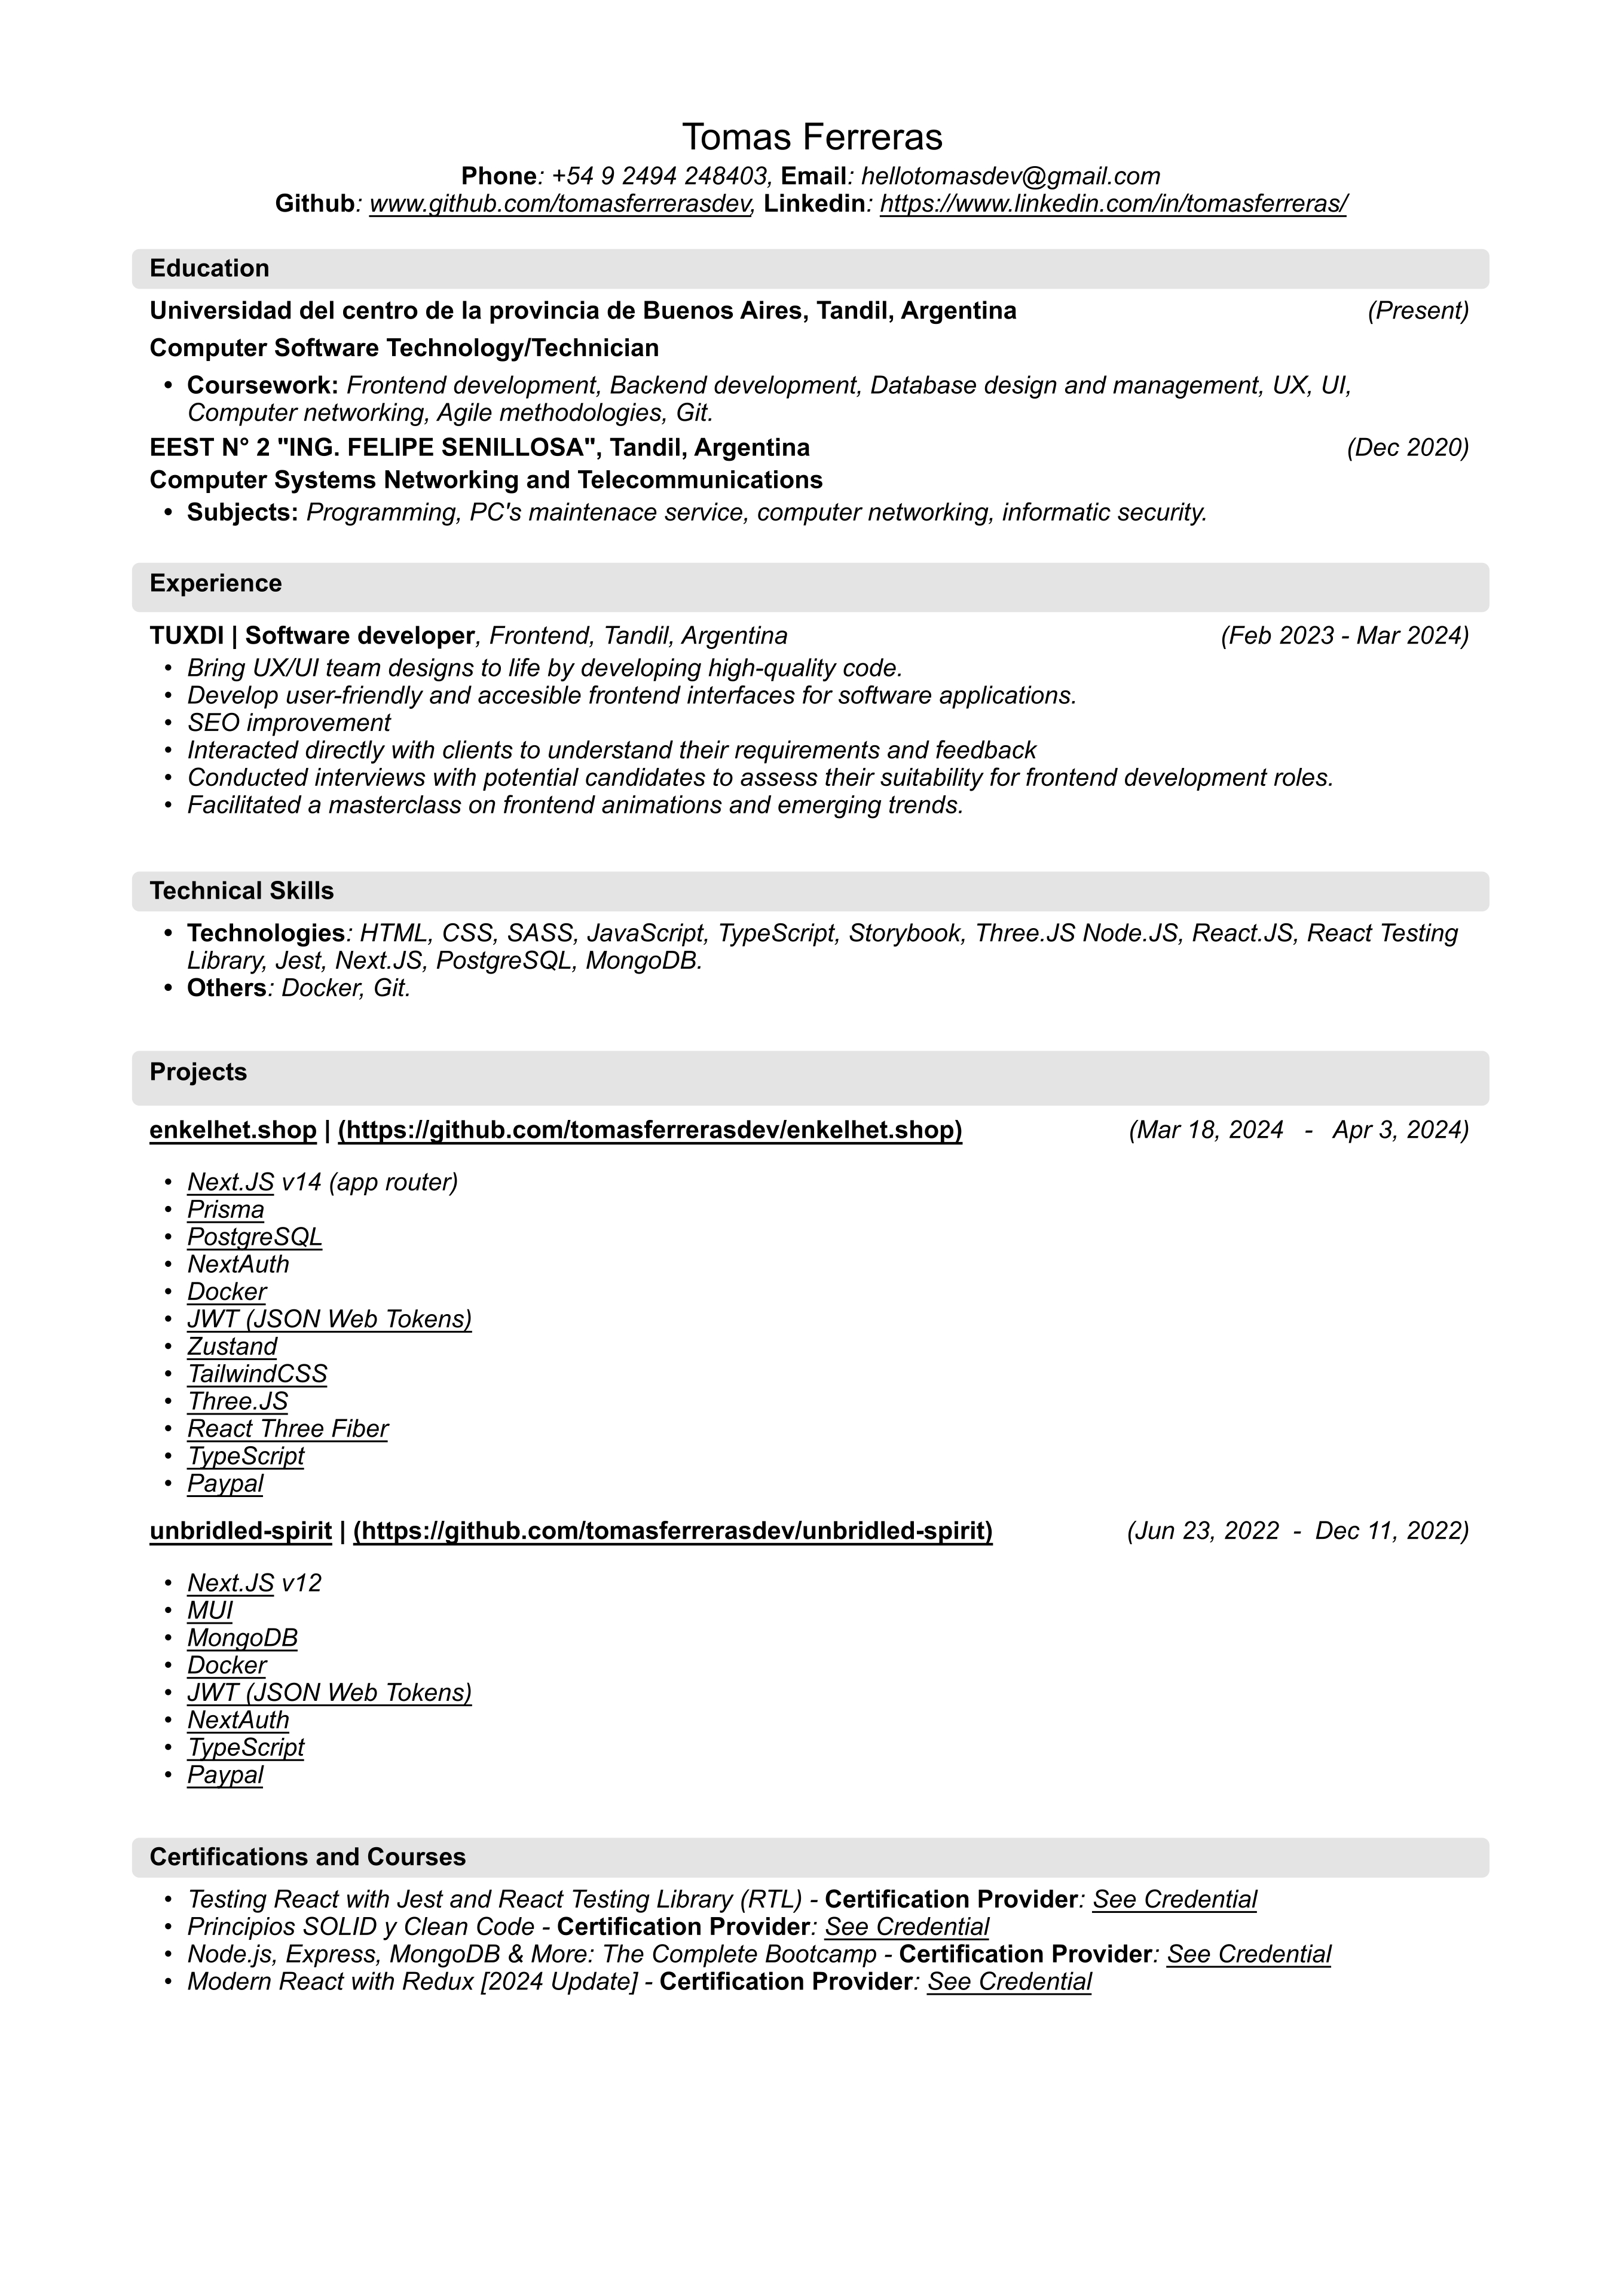 Tomas Ferreras
Phone: +54 9 2494 248403, Email: hellotomasdev@gmail.com
Github: www.github.com/tomasferrerasdev, Linkedin: https://www.linkedin.com/in/tomasferreras/
Education
Universidad del centro de la provincia de Buenos Aires, Tandil, Argentina (Present)
Computer Software Technology/Technician
• Coursework: Frontend development, Backend development, Database design and management, UX, UI,
Computer networking, Agile methodologies, Git.
EEST N° 2 "ING. FELIPE SENILLOSA", Tandil, Argentina (Dec 2020)
Computer Systems Networking and Telecommunications
• Subjects: Programming, PC's maintenace service, computer networking, informatic security.
Experience
TUXDI | Software developer, Frontend, Tandil, Argentina (Feb 2023 - Mar 2024)
• Bring UX/UI team designs to life by developing high-quality code.
• Develop user-friendly and accesible frontend interfaces for software applications.
• SEO improvement
• Interacted directly with clients to understand their requirements and feedback
• Conducted interviews with potential candidates to assess their suitability for frontend development roles.
• Facilitated a masterclass on frontend animations and emerging trends.
Technical Skills
• Technologies: HTML, CSS, SASS, JavaScript, TypeScript, Storybook, Three.JS Node.JS, React.JS, React Testing
Library, Jest, Next.JS, PostgreSQL, MongoDB.
• Others: Docker, Git.
Projects
enkelhet.shop | (https://github.com/tomasferrerasdev/enkelhet.shop) (Mar 18, 2024 - Apr 3, 2024)
• Next.JS v14 (app router)
• Prisma
• PostgreSQL
• NextAuth
• Docker
• JWT (JSON Web Tokens)
• Zustand
• TailwindCSS
• Three.JS
• React Three Fiber
• TypeScript
• Paypal
unbridled-spirit | (https://github.com/tomasferrerasdev/unbridled-spirit) (Jun 23, 2022 - Dec 11, 2022)
• Next.JS v12
• MUI
• MongoDB
• Docker
• JWT (JSON Web Tokens)
• NextAuth
• TypeScript
• Paypal
Certifications and Courses
• Testing React with Jest and React Testing Library (RTL) - Certification Provider: See Credential
• Principios SOLID y Clean Code - Certification Provider: See Credential
• Node.js, Express, MongoDB & More: The Complete Bootcamp - Certification Provider: See Credential
• Modern React with Redux [2024 Update] - Certification Provider: See Credential